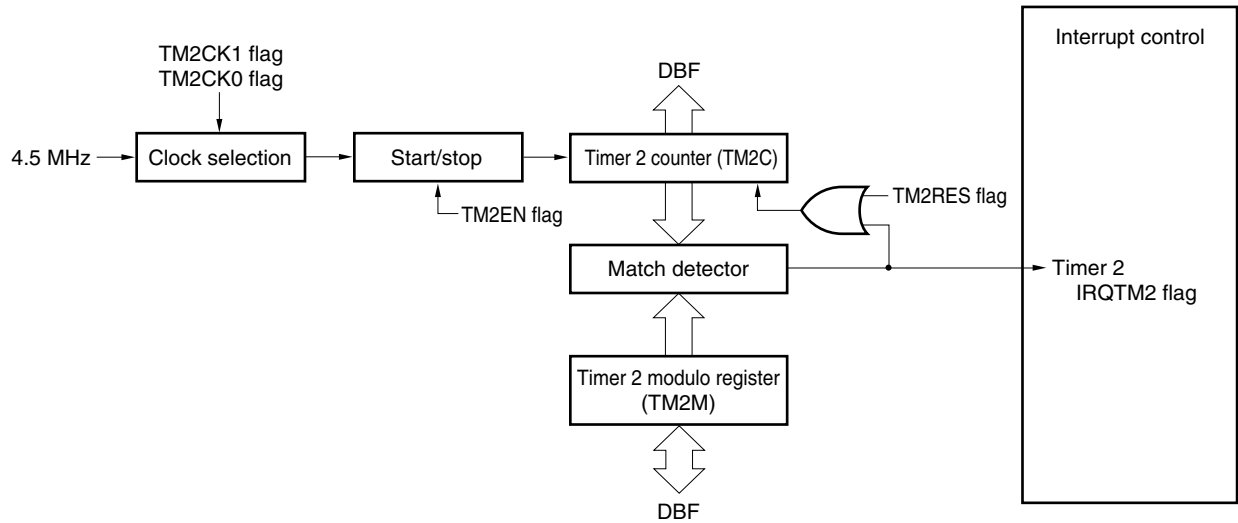 Interrupt control
TM2CK1 flag
TM2CK0 flag
DBF
4.5 MHz
Clock selection
Start/stop
Timer 2 counter (TM2C)
TM2RES flag
TM2EN flag
Match detector
Timer 2
IRQTM2 flag
Timer 2 modulo register
(TM2M)
DBF